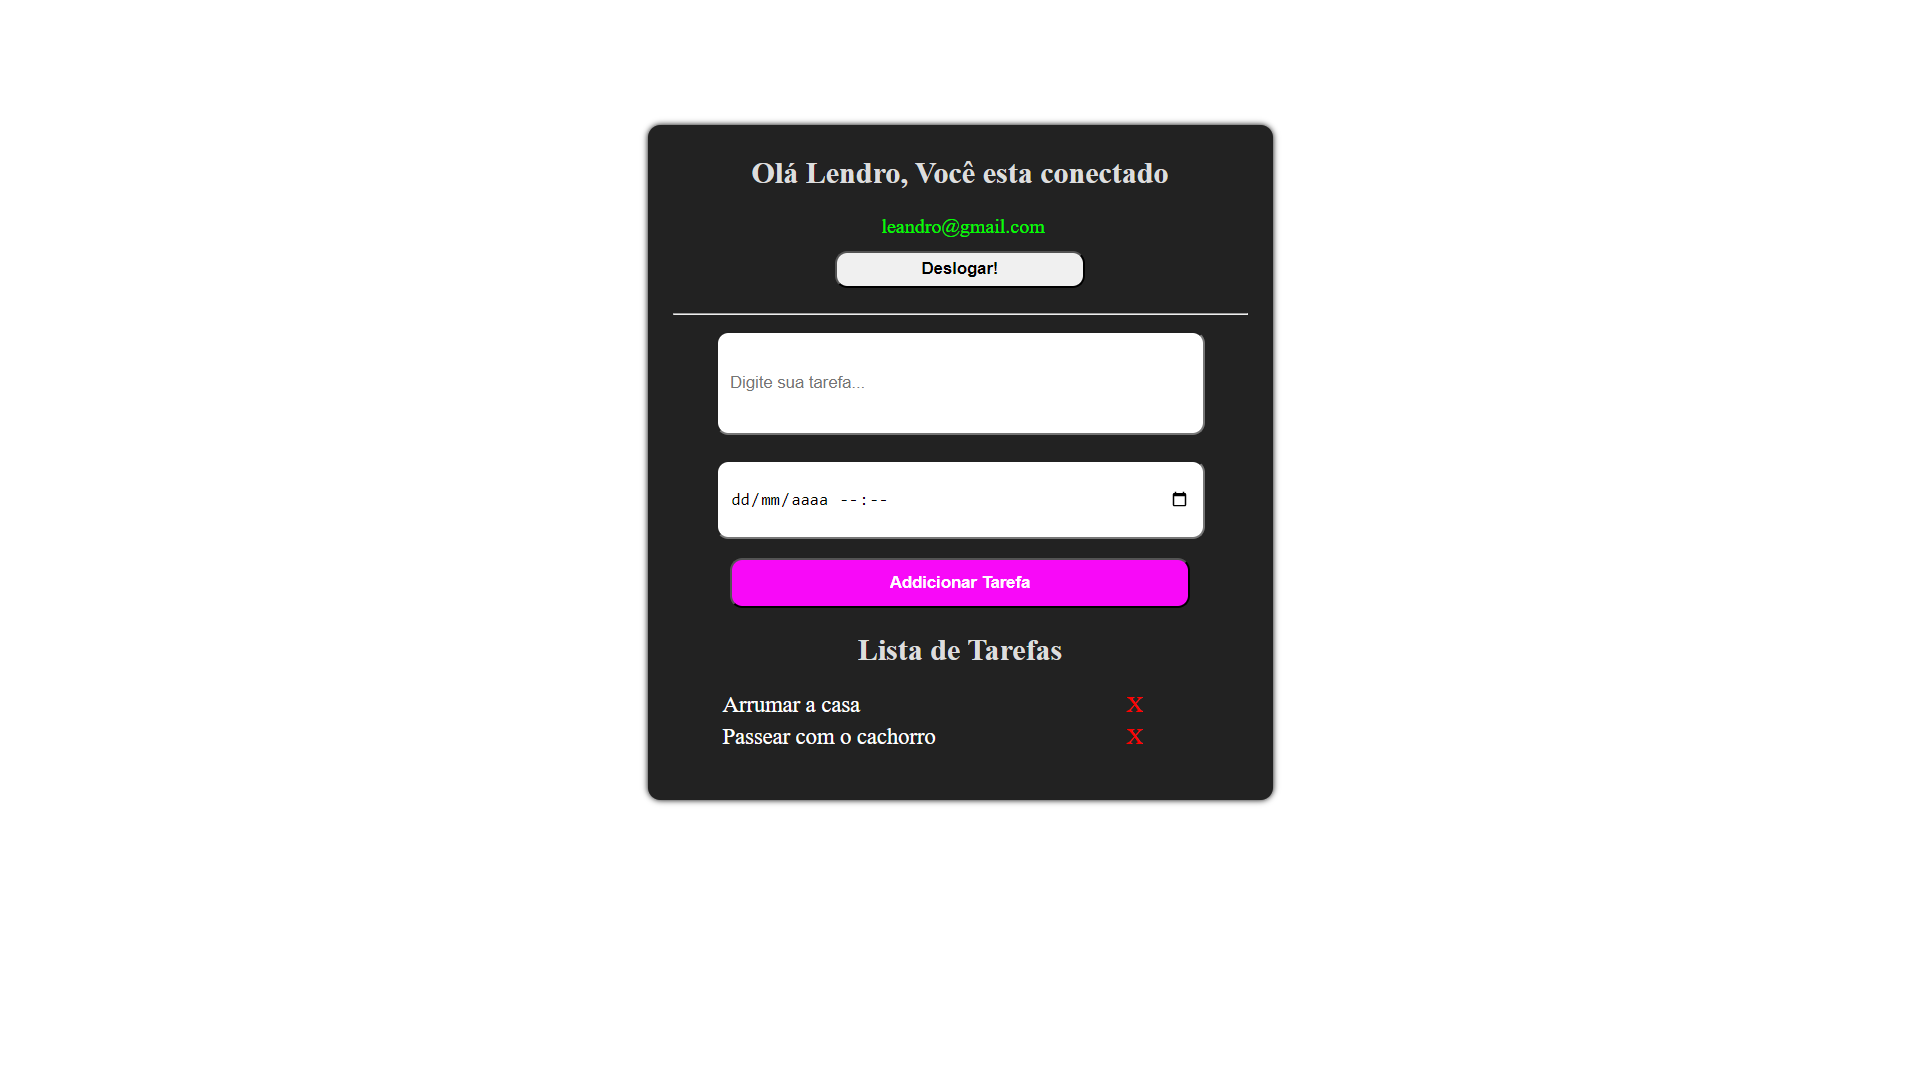 Olá Lendro, Você esta conectado
leandro@gmail.com
Deslogar!
Digite sua tarefa...
dd/mm/aaaa --:--
Addicionar Tarefa
Lista de Tarefas
Arrumar a casa X
Passear com o cachorro X